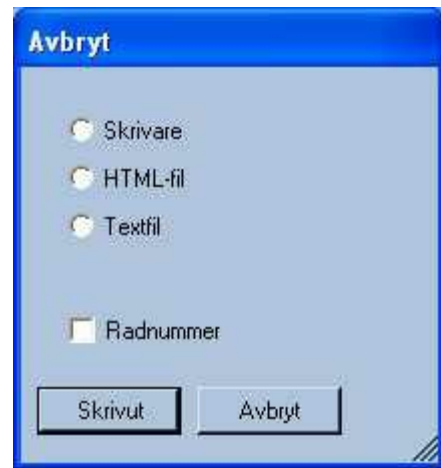 Avbryt
Skrivare
HTML-fil
Textfil
Radnummer
Skrivut Avbryt